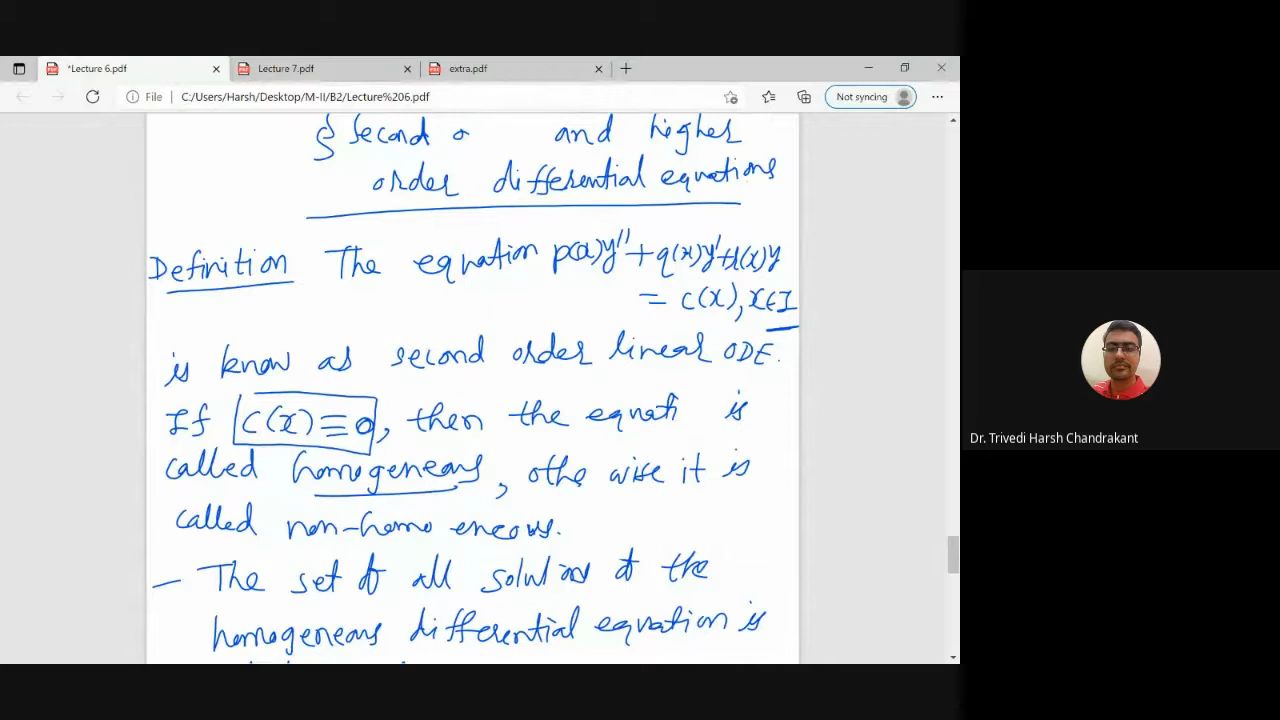 *Lecture 6.pdf
Lecture 7.pdf
extra.pdf
File
C:/Users/Harsh/Desktop/M-II/B2/Lecture%206.pdf
Not syncing
§ Second o and higher
order differential equations
Definition The equation p(x)y''+q(x)y'+r(x)y
= c(x), x∈I
is know as second order linear ODE.
If c(x)≡0, then the equati is
called homogeneous, othe wise it is
called non-homo eneous.
— The set of all solutions of the
homogeneous differential equation is
Dr. Trivedi Harsh Chandrakant